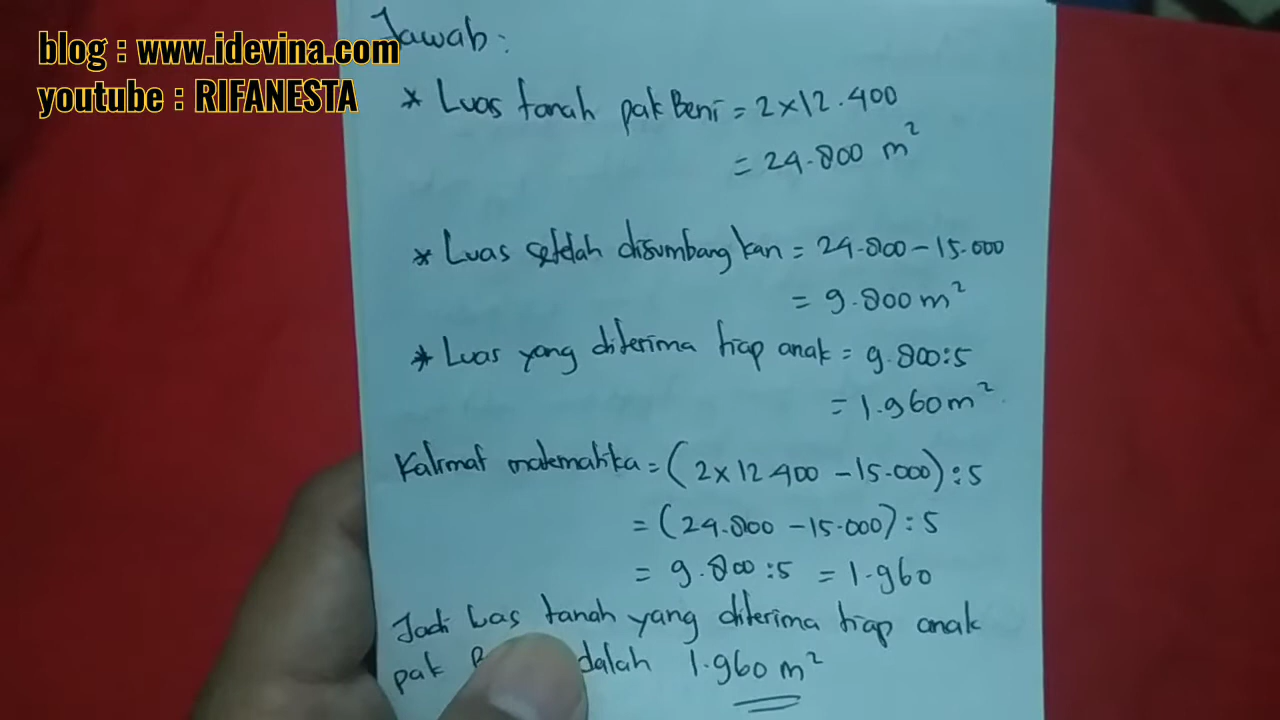 blog : www.idevina.com
youtube : RIFANESTA
Jawab :
* Luas tanah pak Beni = 2 x 12.400
= 24.800 m²
* Luas setelah disumbangkan = 24.800 - 15.000
= 9.800 m²
* Luas yang diterima tiap anak = 9.800 : 5
= 1.960 m²
Kalimat matematika = (2 x 12.400 - 15.000) : 5
= (24.800 - 15.000) : 5
= 9.800 : 5 = 1.960
Jadi luas tanah yang diterima tiap anak
pak dalah 1.960 m²